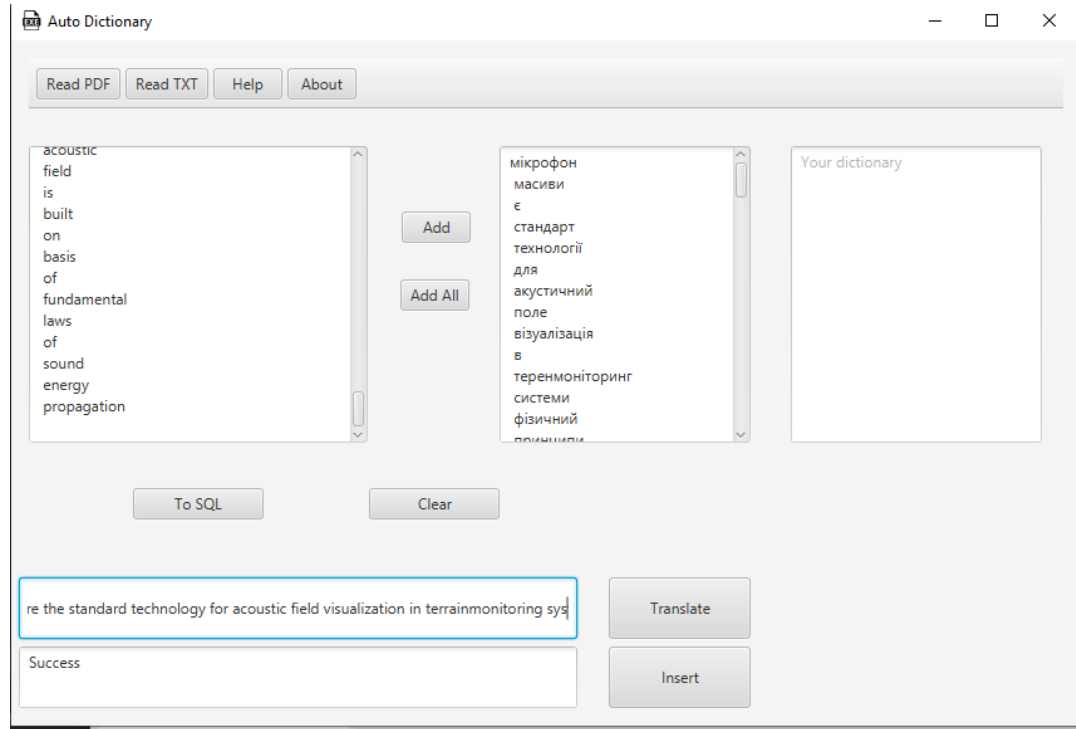 Auto Dictionary
Read PDF Read TXT Help About
acoustic
field
is
built
on
basis
of
fundamental
laws
of
sound
energy
propagation
Add
Add All
мікрофон
масиви
є
стандарт
технології
для
акустичний
поле
візуалізація
в
теренмоніторинг
системи
фізичний
принципи
Your dictionary
To SQL Clear
re the standard technology for acoustic field visualization in terrainmonitoring sys
Translate
Success
Insert